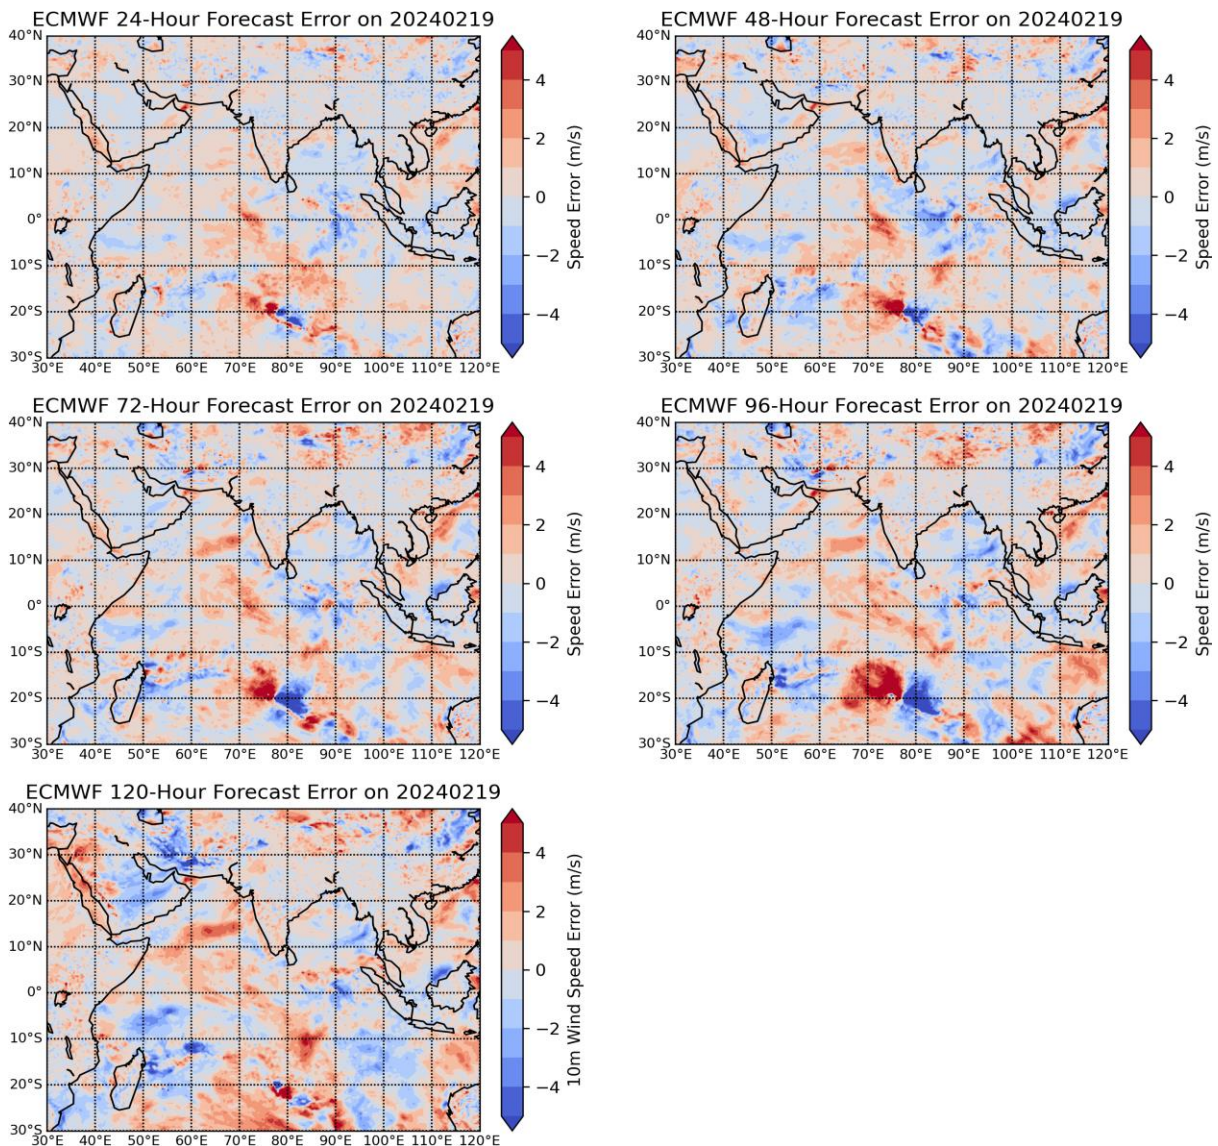 ECMWF 24-Hour Forecast Error on 20240219
40°N
30°N
20°N
10°N
0°
10°S
20°S
30°S
30°E 40°E 50°E 60°E 70°E 80°E 90°E 100°E 110°E 120°E
4
2
0
−2
−4
Speed Error (m/s)
ECMWF 48-Hour Forecast Error on 20240219
40°N
30°N
20°N
10°N
0°
10°S
20°S
30°S
30°E 40°E 50°E 60°E 70°E 80°E 90°E 100°E 110°E 120°E
4
2
0
−2
−4
Speed Error (m/s)
ECMWF 72-Hour Forecast Error on 20240219
40°N
30°N
20°N
10°N
0°
10°S
20°S
30°S
30°E 40°E 50°E 60°E 70°E 80°E 90°E 100°E 110°E 120°E
4
2
0
−2
−4
Speed Error (m/s)
ECMWF 96-Hour Forecast Error on 20240219
40°N
30°N
20°N
10°N
0°
10°S
20°S
30°S
30°E 40°E 50°E 60°E 70°E 80°E 90°E 100°E 110°E 120°E
4
2
0
−2
−4
Speed Error (m/s)
ECMWF 120-Hour Forecast Error on 20240219
40°N
30°N
20°N
10°N
0°
10°S
20°S
30°S
30°E 40°E 50°E 60°E 70°E 80°E 90°E 100°E 110°E 120°E
4
2
0
−2
−4
10m Wind Speed Error (m/s)